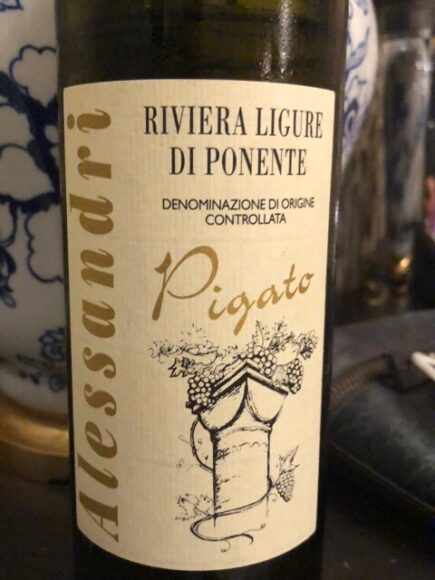 Alessandri
RIVIERA LIGURE
DI PONENTE
DENOMINAZIONE DI ORIGINE
CONTROLLATA
Pigato